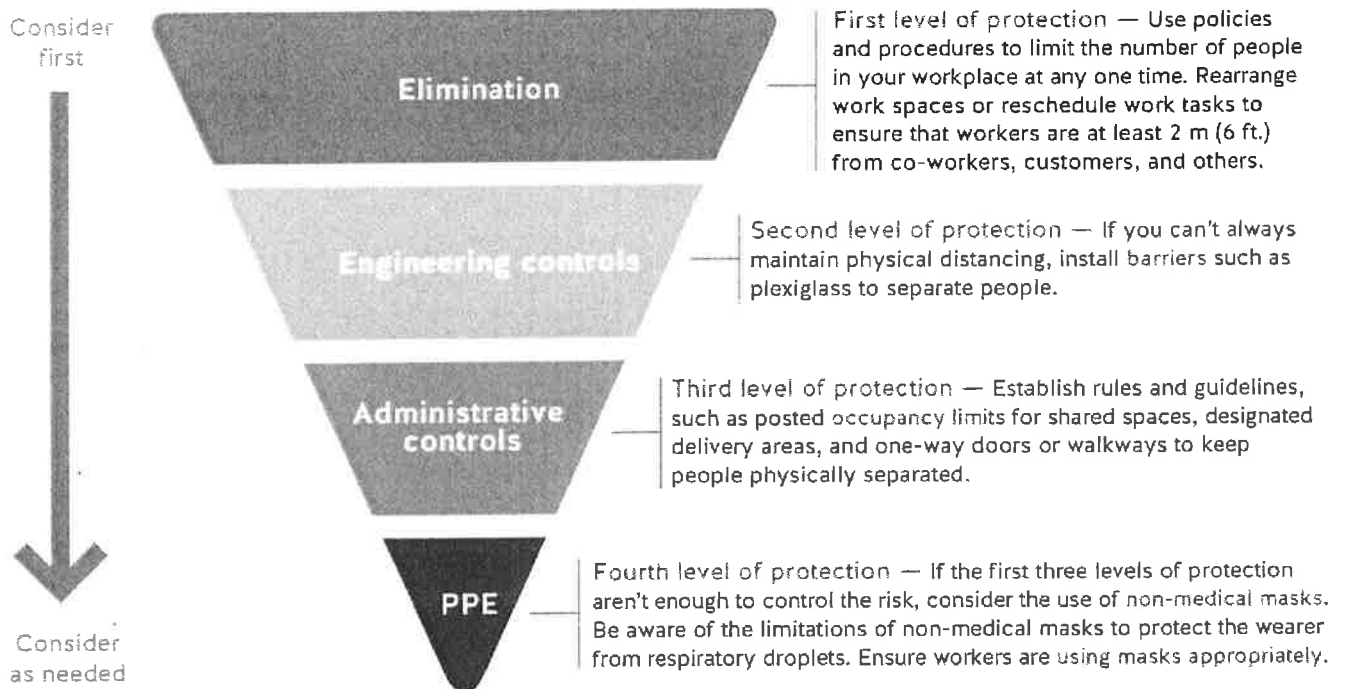 Consider
first
Elimination
First level of protection — Use policies
and procedures to limit the number of people
in your workplace at any one time. Rearrange
work spaces or reschedule work tasks to
ensure that workers are at least 2 m (6 ft.)
from co-workers, customers, and others.
Engineering controls
Second level of protection — If you can't always
maintain physical distancing, install barriers such as
plexiglass to separate people.
Administrative
controls
Third level of protection — Establish rules and guidelines,
such as posted occupancy limits for shared spaces, designated
delivery areas, and one-way doors or walkways to keep
people physically separated.
PPE
Fourth level of protection — If the first three levels of protection
aren't enough to control the risk, consider the use of non-medical masks.
Be aware of the limitations of non-medical masks to protect the wearer
from respiratory droplets. Ensure workers are using masks appropriately.
Consider
as needed